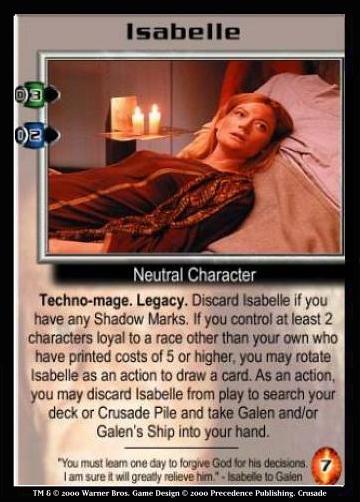 Isabelle
3
2
Neutral Character
Techno-mage. Legacy. Discard Isabelle if you
have any Shadow Marks. If you control at least 2
characters loyal to a race other than your own who
have printed costs of 5 or higher, you may rotate
Isabelle as an action to draw a card. As an action,
you may discard Isabelle from play to search your
deck or Crusade Pile and take Galen and/or
Galen's Ship into your hand.
"You must learn one day to forgive God for his decisions.
I am sure it will greatly relieve him." - Isabelle to Galen
7
TM & © 2000 Warner Bros. Game Design © 2000 Precedence Publishing. Crusade